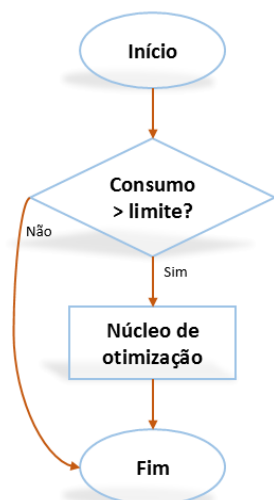 Início
Consumo
> limite?
Não
Sim
Núcleo de
otimização
Fim